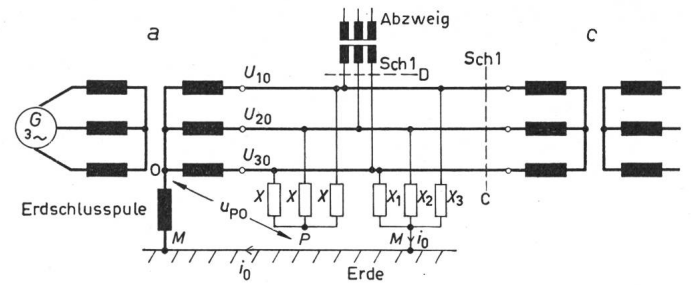 Abzweig
a
c
Sch1
Sch1
D
U10
G
3~
U20
O
U30
X
X
X
X1
X2
X3
C
Erdschlusspule
uPO
M
P
M
i0
i0
Erde